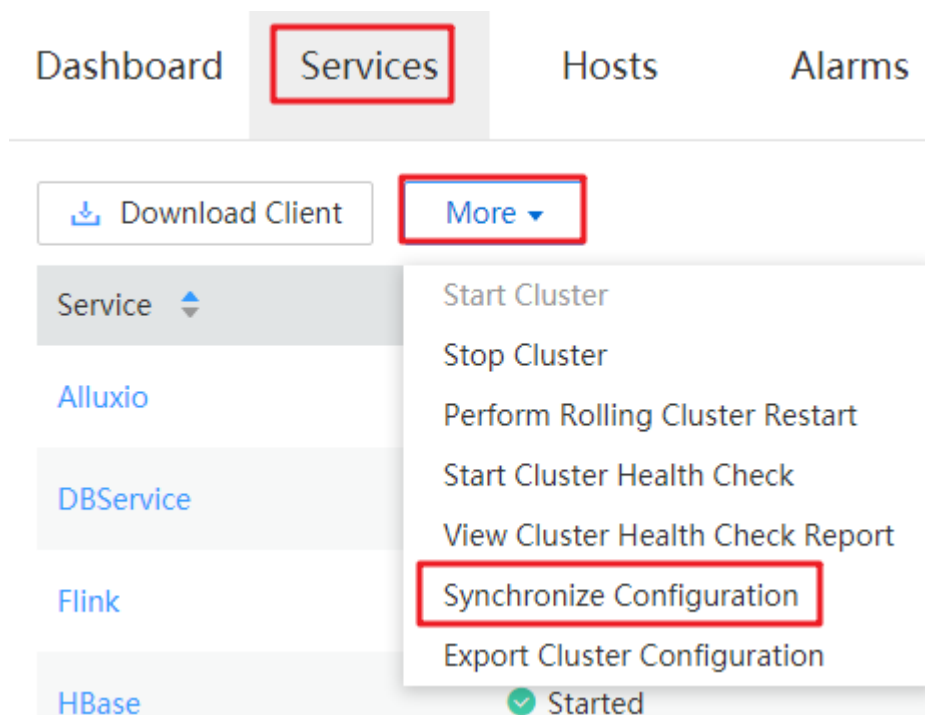 Dashboard Services Hosts Alarms
Download Client More
Service
Start Cluster
Stop Cluster
Alluxio
Perform Rolling Cluster Restart
Start Cluster Health Check
DBService
View Cluster Health Check Report
Flink
Synchronize Configuration
Export Cluster Configuration
HBase Started